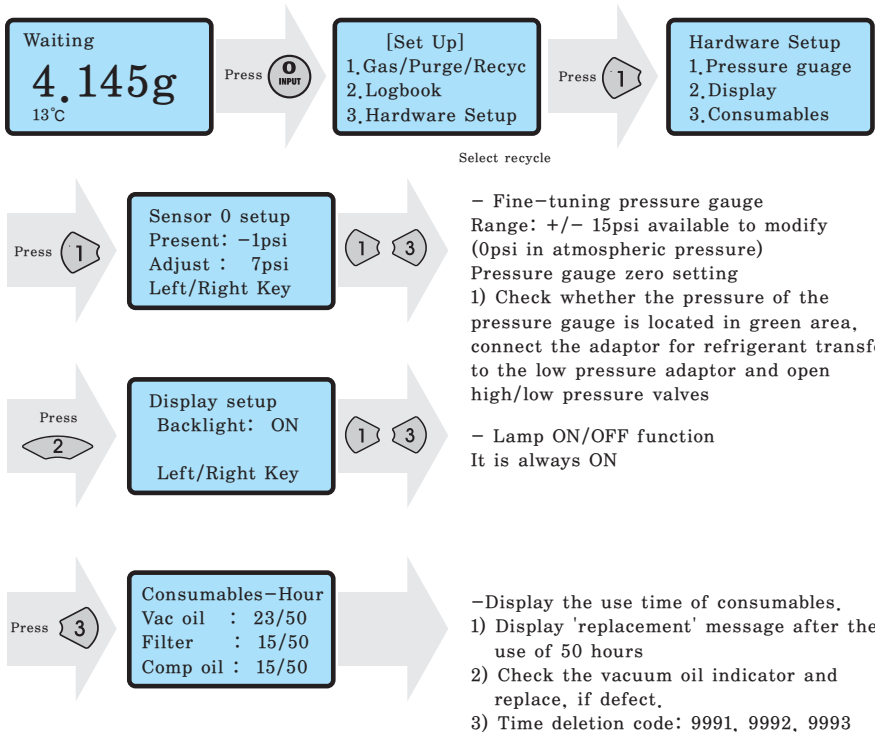 Waiting
4.145g
13℃
Press 0 INPUT
[Set Up]
1.Gas/Purge/Recyc
2.Logbook
3.Hardware Setup
Press 1
Hardware Setup
1.Pressure guage
2.Display
3.Consumables
Select recycle
Press 1
Sensor 0 setup
Present: -1psi
Adjust : 7psi
Left/Right Key
1 3
- Fine-tuning pressure gauge
Range: +/- 15psi available to modify
(0psi in atmospheric pressure)
Pressure gauge zero setting
1) Check whether the pressure of the
pressure gauge is located in green area,
connect the adaptor for refrigerant transfe
to the low pressure adaptor and open
high/low pressure valves
Press
2
Display setup
Backlight: ON
Left/Right Key
1 3
- Lamp ON/OFF function
It is always ON
Press 3
Consumables-Hour
Vac oil : 23/50
Filter : 15/50
Comp oil : 15/50
-Display the use time of consumables.
1) Display 'replacement' message after the
use of 50 hours
2) Check the vacuum oil indicator and
replace, if defect.
3) Time deletion code: 9991, 9992, 9993